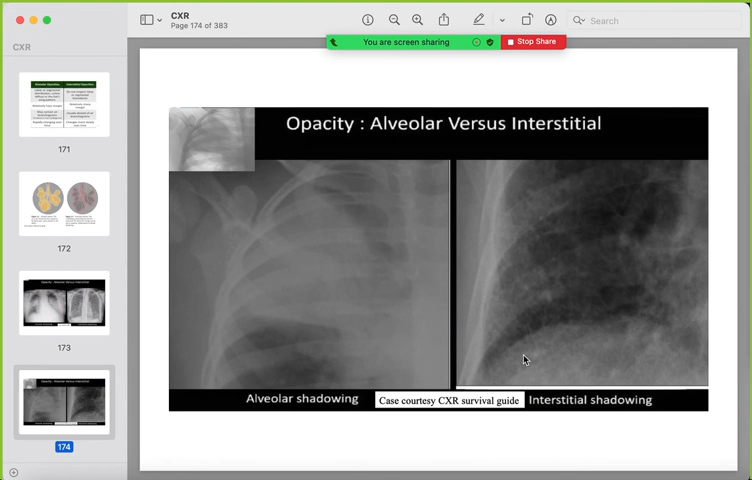 CXR
Page 174 of 383
Search
You are screen sharing
Stop Share
CXR
171
172
173
174
Opacity : Alveolar Versus Interstitial
Alveolar shadowing
Case courtesy CXR survival guide
Interstitial shadowing